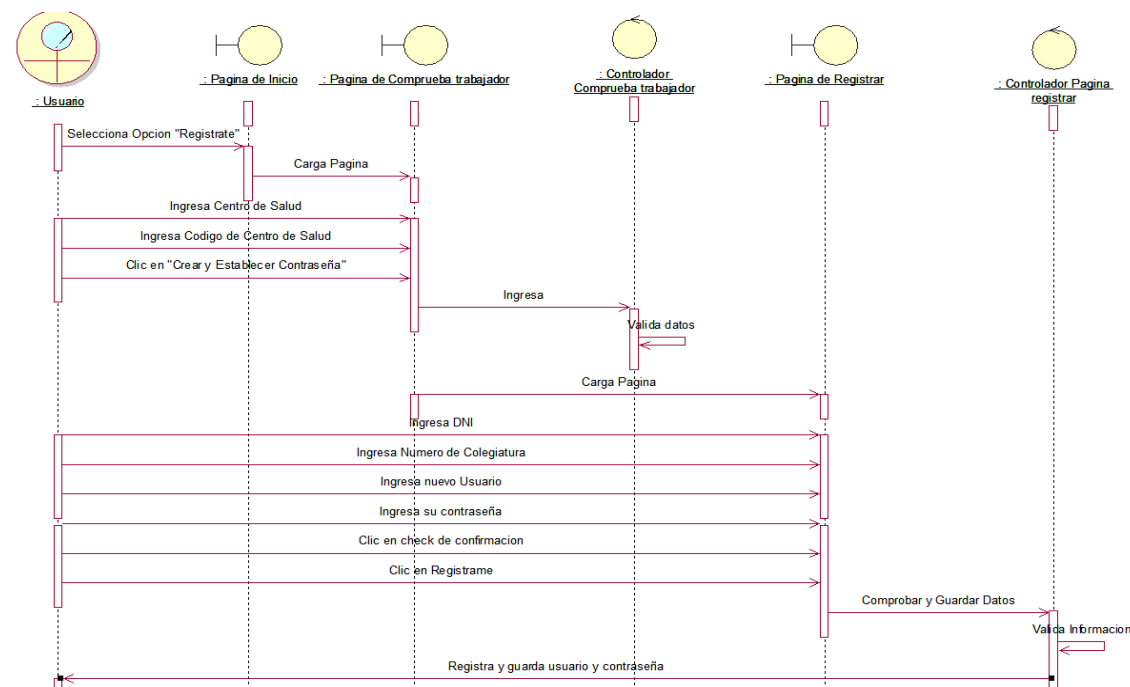 : Usuario
: Pagina de Inicio
: Pagina de Comprueba trabajador
: Controlador
Comprueba trabajador
: Pagina de Registrar
: Controlador Pagina
registrar
Selecciona Opcion "Registrate"
Carga Pagina
Ingresa Centro de Salud
Ingresa Codigo de Centro de Salud
Clic en "Crear y Establecer Contraseña"
Ingresa
Valida datos
Carga Pagina
Ingresa DNI
Ingresa Numero de Colegiatura
Ingresa nuevo Usuario
Ingresa su contraseña
Clic en check de confirmacion
Clic en Registrame
Comprobar y Guardar Datos
Valida Informacion
Registra y guarda usuario y contraseña